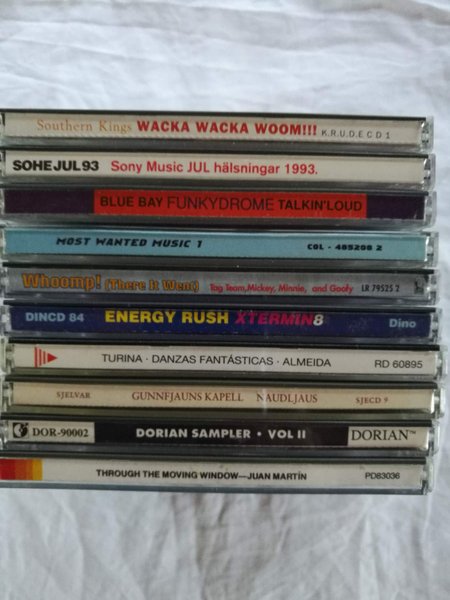 Southern Kings WACKA WACKA WOOM!!! K.R.U.D.E C D 1
SOHEJUL93 Sony Music JUL hälsningar 1993.
BLUE BAY FUNKYDROME TALKIN'LOUD
MOST WANTED MUSIC 1 COL - 485208 2
Whoomp! (There It Went) Tag Team, Mickey, Minnie, and Goofy LR 79525 2
DINCD 84 ENERGY RUSH XTERMIN8 Dino
TURINA · DANZAS FANTÁSTICAS · ALMEIDA RD 60895
SJELVAR GUNNFJAUNS KAPELL NAUDLJAUS SJECD 9
DOR-90002 DORIAN SAMPLER • VOL II DORIAN™
THROUGH THE MOVING WINDOW—JUAN MARTÍN PD83036